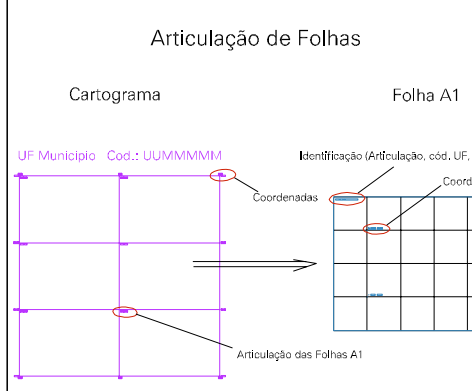 Articulação de Folhas
Cartograma
Folha A1
UF Municipio Cod.: UUMMMMM
Identificação (Articulação, cód. UF,
Coordenadas
Coord
Articulação das Folhas A1